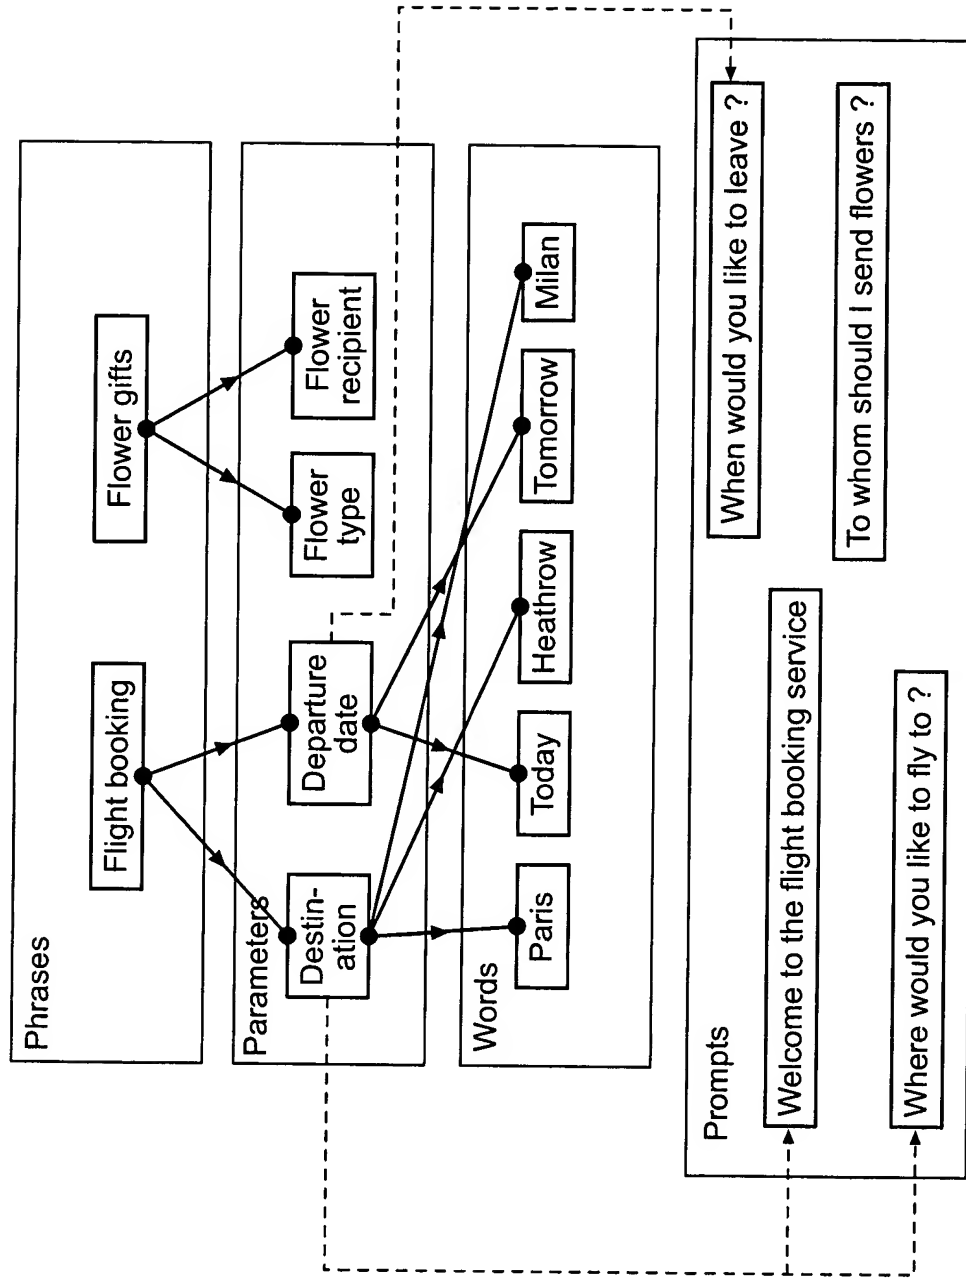 Phrases
Flight booking
Flower gifts
Parameters
Destin-
ation
Departure
date
Flower
type
Flower
recipient
Words
Paris
Today
Heathrow
Tomorrow
Milan
Prompts
When would you like to leave ?
Welcome to the flight booking service
To whom should I send flowers ?
Where would you like to fly to ?